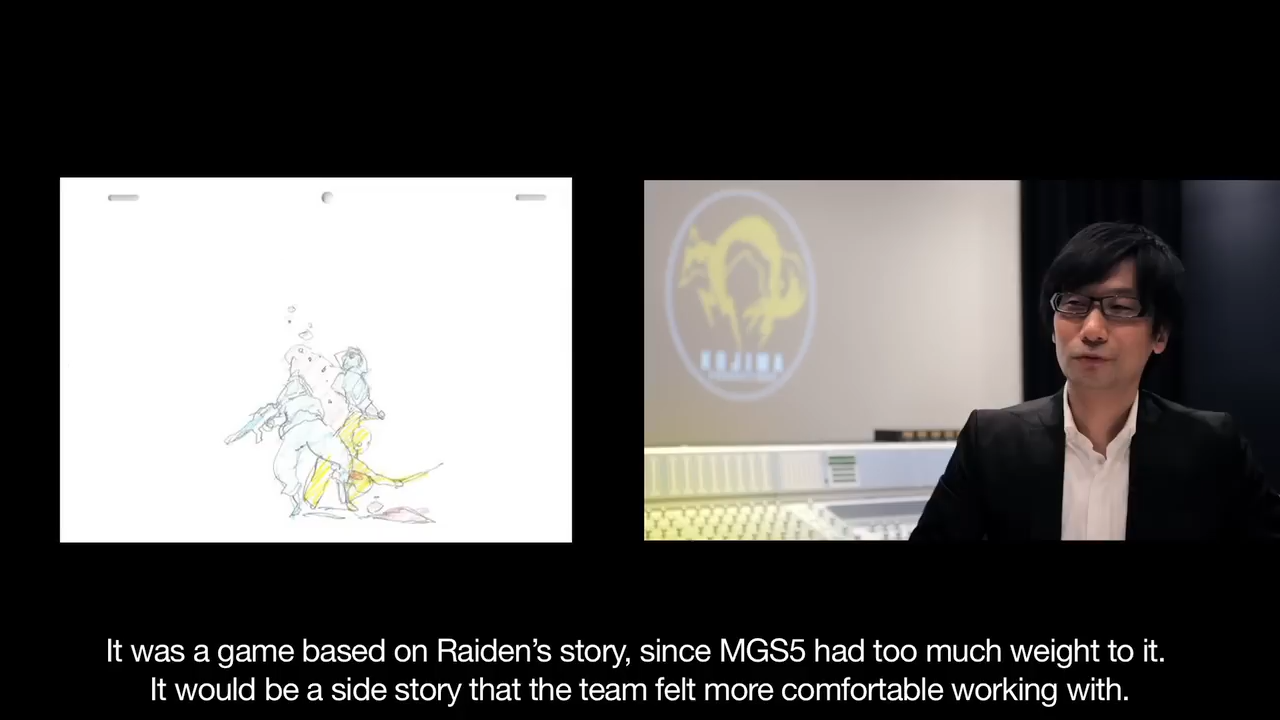 KOJIMA
It was a game based on Raiden's story, since MGS5 had too much weight to it.
It would be a side story that the team felt more comfortable working with.